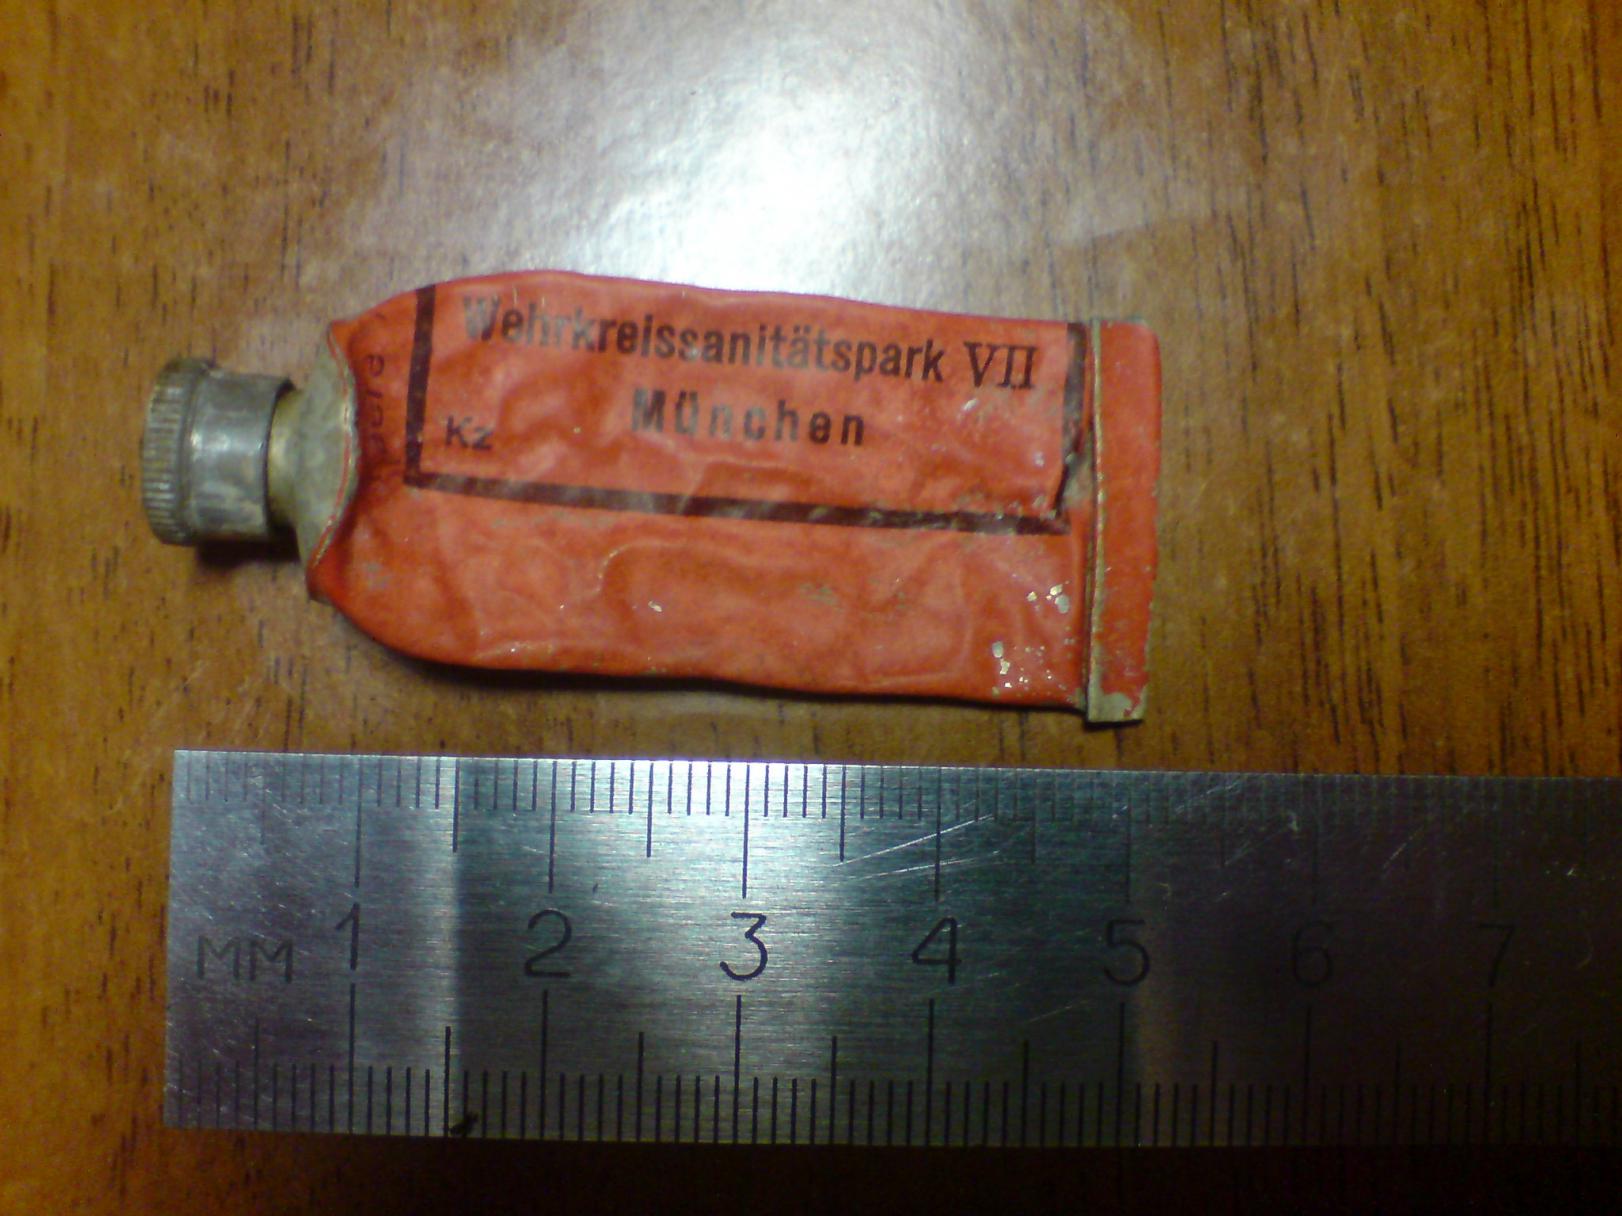 Wehrkreissanitätspark VII
München
Kz
MM 1 2 3 4 5 6 7